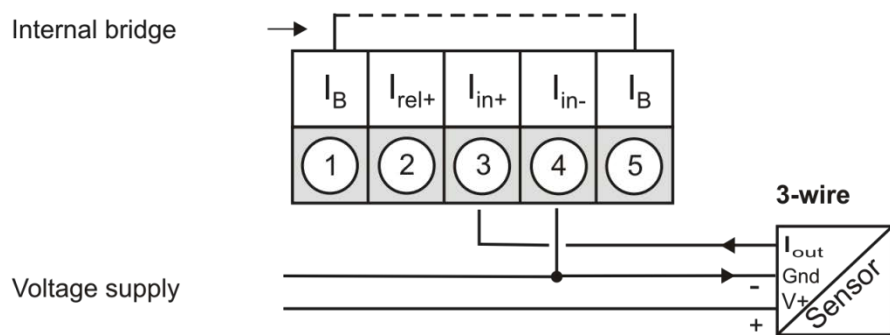 Internal bridge
I_B I_rel+ I_in+ I_in- I_B
1 2 3 4 5
3-wire
I_out
Gnd
-
Voltage supply
V+
+
Sensor